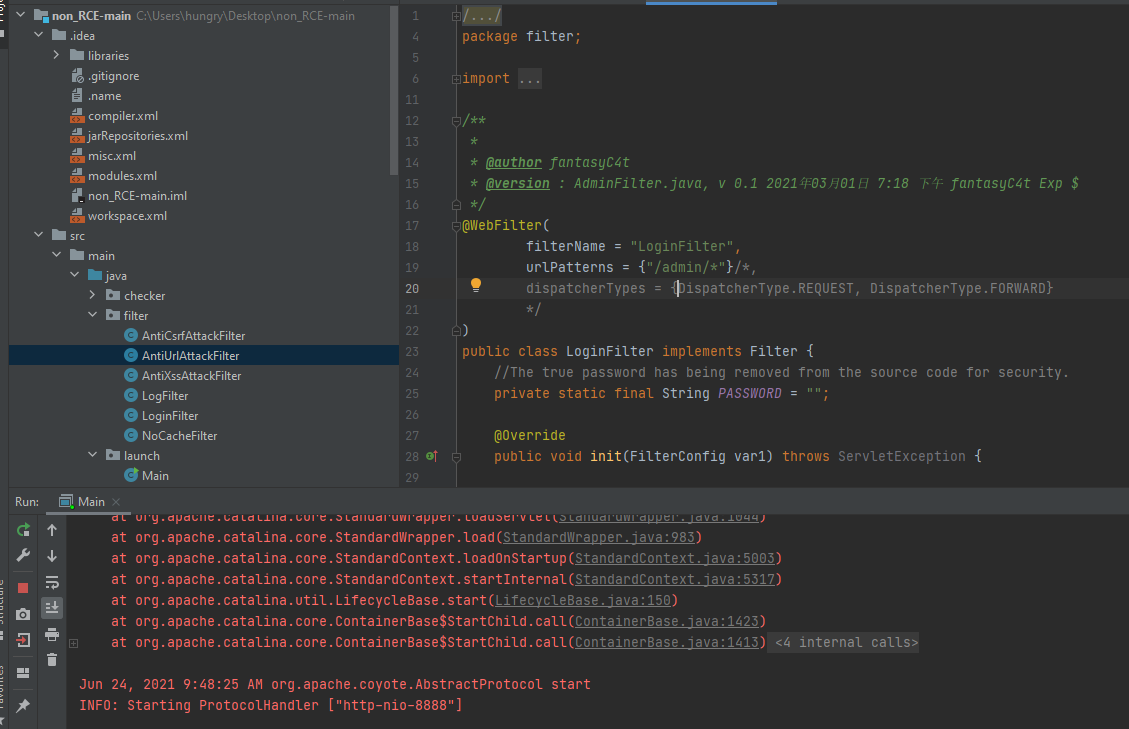 non_RCE-main C:\Users\hungry\Desktop\non_RCE-main
.idea
libraries
.gitignore
.name
compiler.xml
jarRepositories.xml
misc.xml
modules.xml
non_RCE-main.iml
workspace.xml
src
main
java
checker
filter
AntiCsrfAttackFilter
AntiUrlAttackFilter
AntiXssAttackFilter
LogFilter
LoginFilter
NoCacheFilter
launch
Main
1 /.../
4 package filter;
5
6 import ...
11
12 /**
13 *
14 * @author fantasyC4t
15 * @version : AdminFilter.java, v 0.1 2021年03月01日 7:18 下午 fantasyC4t Exp $
16 */
17 @WebFilter(
18 filterName = "LoginFilter",
19 urlPatterns = {"/admin/*"}/*,
20 dispatcherTypes = {DispatcherType.REQUEST, DispatcherType.FORWARD}
21 */
22 )
23 public class LoginFilter implements Filter {
24 //The true password has being removed from the source code for security.
25 private static final String PASSWORD = "";
26
27 @Override
28 public void init(FilterConfig var1) throws ServletException {
29
Run: Main
at org.apache.catalina.core.StandardWrapper.loadServlet(StandardWrapper.java:1044)
at org.apache.catalina.core.StandardWrapper.load(StandardWrapper.java:983)
at org.apache.catalina.core.StandardContext.loadOnStartup(StandardContext.java:5003)
at org.apache.catalina.core.StandardContext.startInternal(StandardContext.java:5317)
at org.apache.catalina.util.LifecycleBase.start(LifecycleBase.java:150)
at org.apache.catalina.core.ContainerBase$StartChild.call(ContainerBase.java:1423)
at org.apache.catalina.core.ContainerBase$StartChild.call(ContainerBase.java:1413) <4 internal calls>
Jun 24, 2021 9:48:25 AM org.apache.coyote.AbstractProtocol start
INFO: Starting ProtocolHandler ["http-nio-8888"]